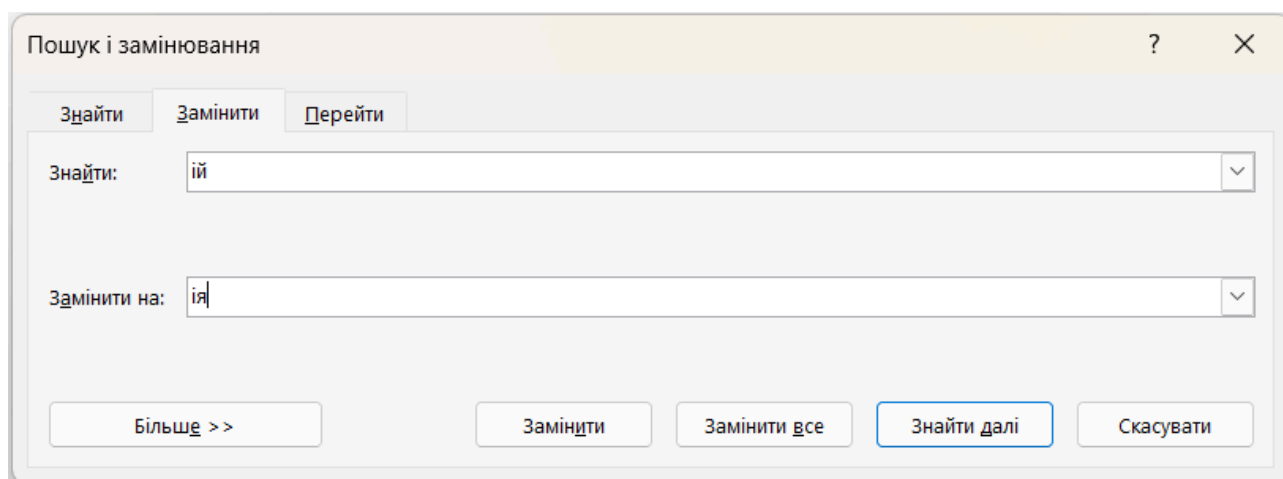 Пошук і замінювання ?
Знайти Замінити Перейти
Знайти: ій
Замінити на: ія
Більше >> Замінити Замінити все Знайти далі Скасувати